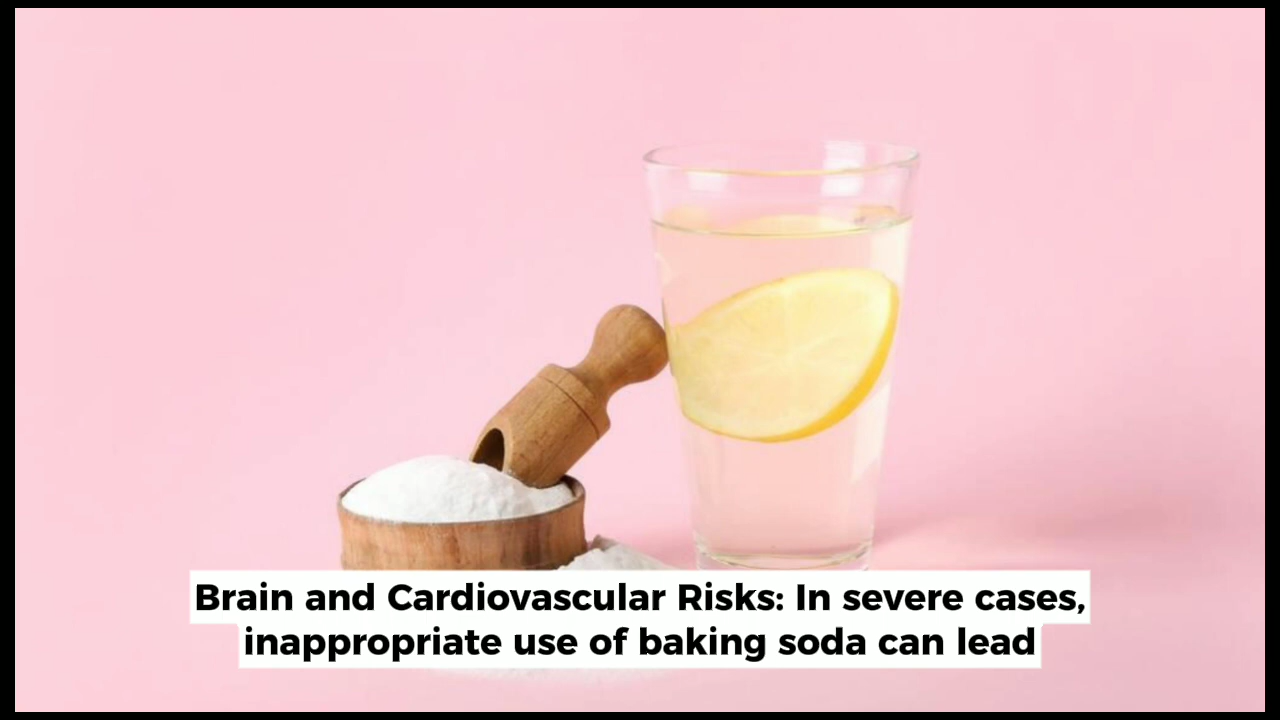 Brain and Cardiovascular Risks: In severe cases,
inappropriate use of baking soda can lead